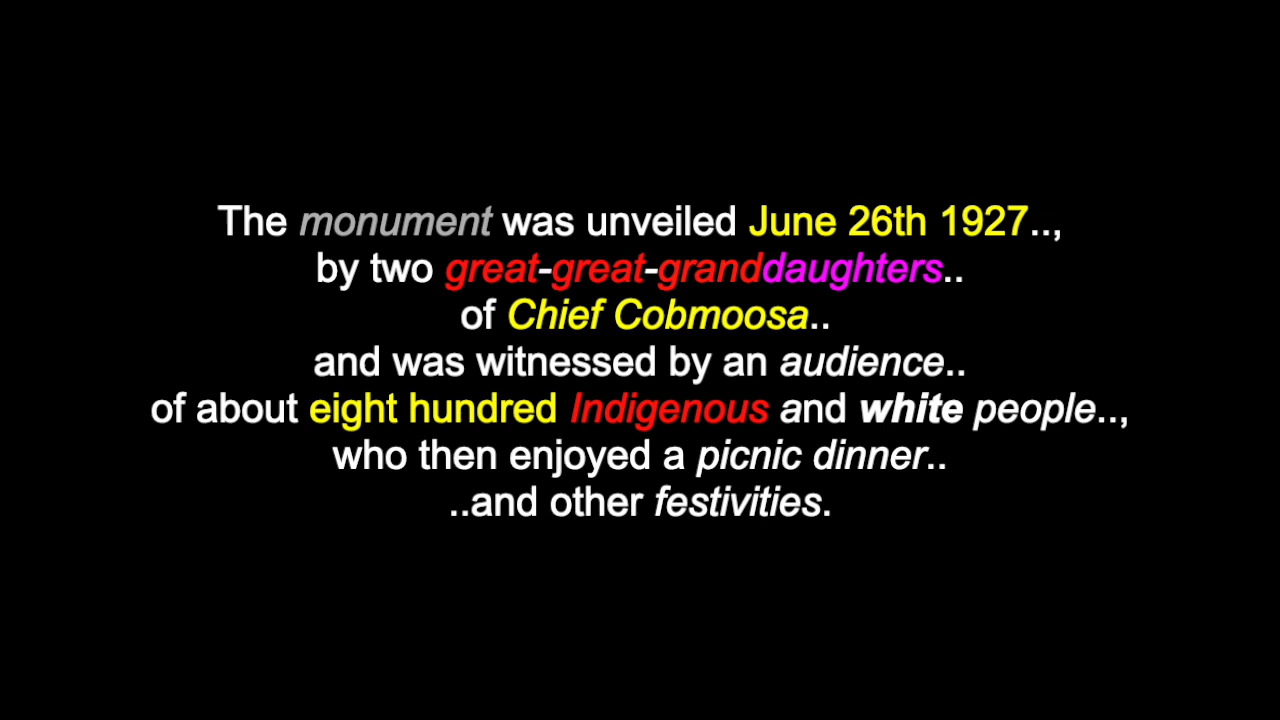 The monument was unveiled June 26th 1927..,
by two great-great-granddaughters..
of Chief Cobmoosa..
and was witnessed by an audience..
of about eight hundred Indigenous and white people..,
who then enjoyed a picnic dinner..
..and other festivities.